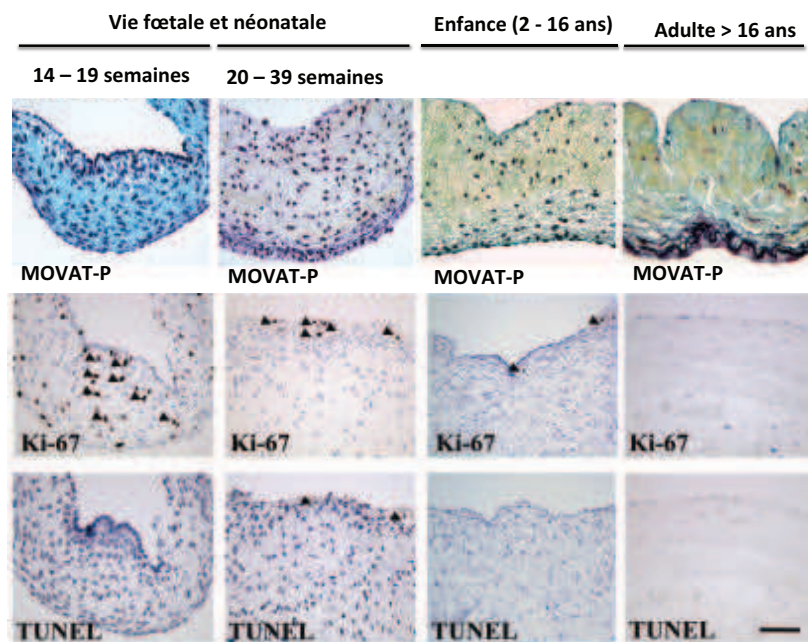 Vie fœtale et néonatale
Enfance (2 - 16 ans)
Adulte > 16 ans
14 – 19 semaines
20 – 39 semaines
MOVAT-P
MOVAT-P
MOVAT-P
MOVAT-P
Ki-67
Ki-67
Ki-67
Ki-67
TUNEL
TUNEL
TUNEL
TUNEL